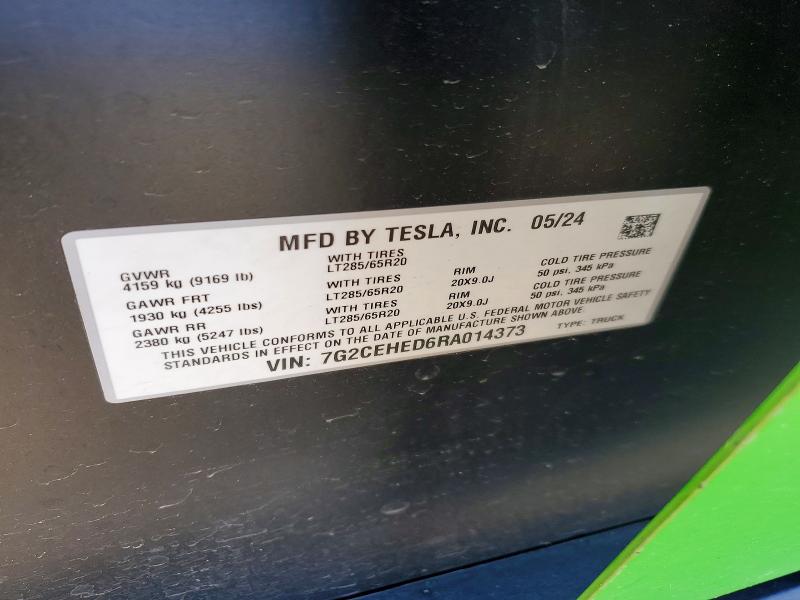 MFD BY TESLA, INC. 05/24
GVWR
4159 kg (9169 lb)
WITH TIRES
LT285/65R20
GAWR FRT
1930 kg (4255 lbs)
WITH TIRES
LT285/65R20
RIM
20X9.0J
COLD TIRE PRESSURE
50 psi, 345 kPa
GAWR RR
2380 kg (5247 lbs)
WITH TIRES
LT285/65R20
RIM
20X9.0J
COLD TIRE PRESSURE
50 psi, 345 kPa
THIS VEHICLE CONFORMS TO ALL APPLICABLE U.S. FEDERAL MOTOR VEHICLE SAFETY
STANDARDS IN EFFECT ON THE DATE OF MANUFACTURE SHOWN ABOVE.
VIN: 7G2CEHED6RA014373
TYPE: TRUCK